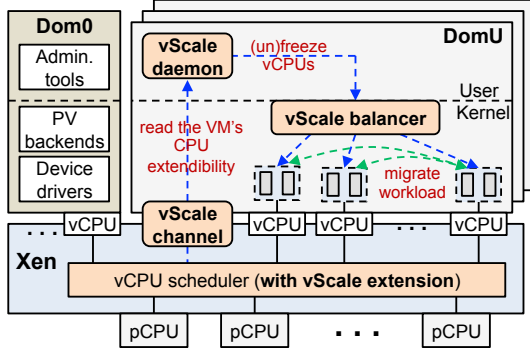 Dom0
Admin.
tools
PV
backends
Device
drivers
DomU
vScale
daemon
(un)freeze
vCPUs
User
Kernel
read the VM's
CPU
extendibility
vScale balancer
migrate
workload
vScale
channel
. . .
vCPU
vCPU
vCPU
. . .
vCPU
Xen
vCPU scheduler (with vScale extension)
pCPU
pCPU
. . .
pCPU